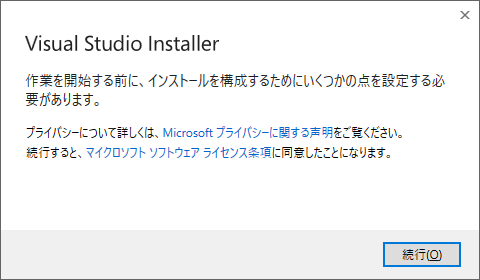 Visual Studio Installer
作業を開始する前に、インストールを構成するためにいくつかの点を設定する必
要があります。
プライバシーについて詳しくは、Microsoft プライバシーに関する声明をご覧ください。
続行すると、マイクロソフト ソフトウェア ライセンス条項に同意したことになります。
続行(O)